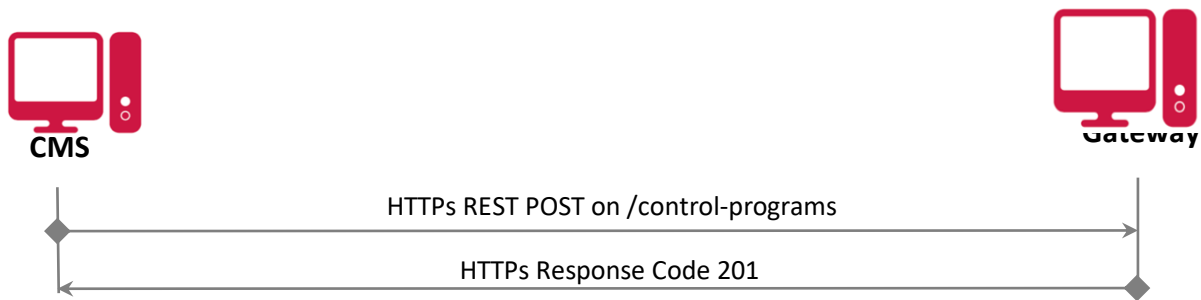 CMS
Gateway
HTTPs REST POST on /control-programs
HTTPs Response Code 201